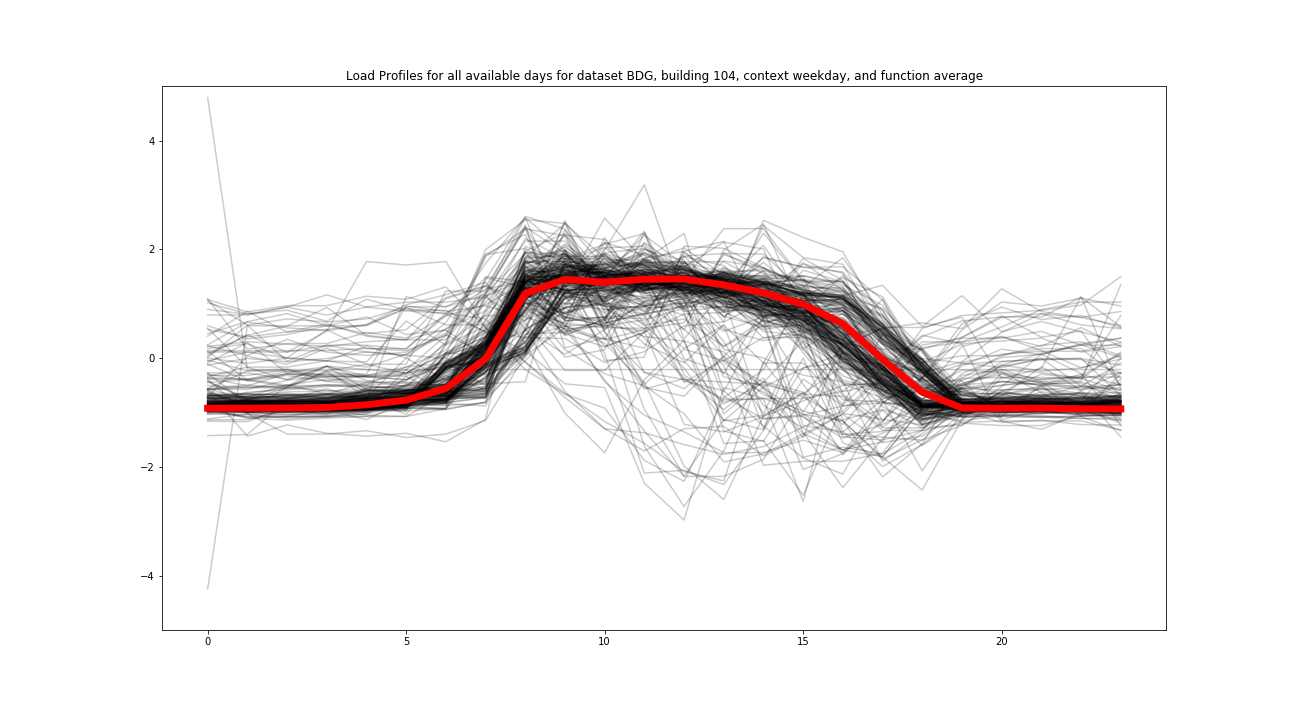 Load Profiles for all available days for dataset BDG, building 104, context weekday, and function average
4
2
0
−2
−4
0 5 10 15 20